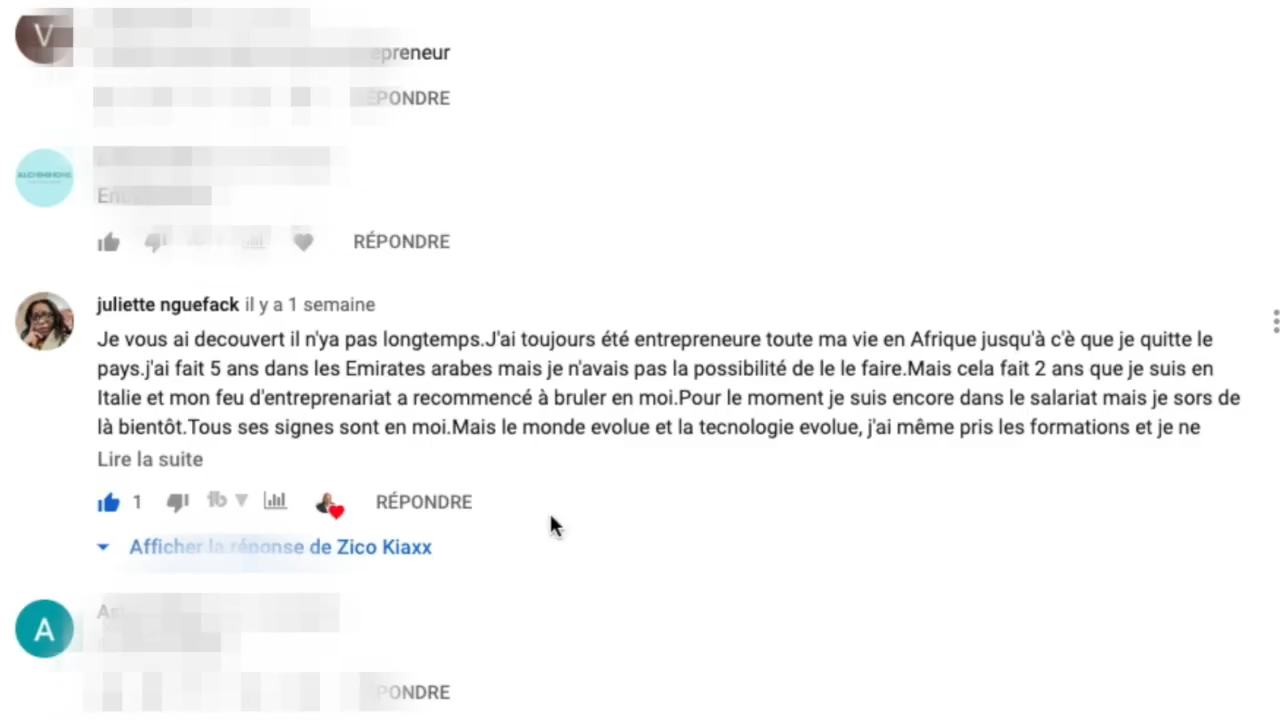 V
epreneur
PONDRE
RÉPONDRE
juliette nguefack il y a 1 semaine
Je vous ai decouvert il n'ya pas longtemps.J'ai toujours été entrepreneure toute ma vie en Afrique jusqu'à c'è que je quitte le
pays.j'ai fait 5 ans dans les Emirates arabes mais je n'avais pas la possibilité de le le faire.Mais cela fait 2 ans que je suis en
Italie et mon feu d'entreprenariat a recommencé à bruler en moi.Pour le moment je suis encore dans le salariat mais je sors de
là bientôt.Tous ses signes sont en moi.Mais le monde evolue et la tecnologie evolue, j'ai même pris les formations et je ne
Lire la suite
1 RÉPONDRE
Afficher la réponse de Zico Kiaxx
A
PONDRE